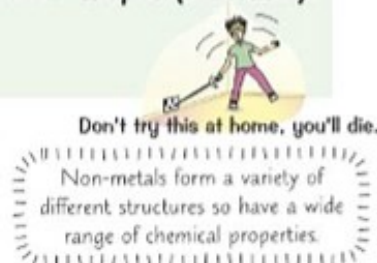 Don't try this at home, you'll die.
Non-metals form a variety of
different structures so have a wide
range of chemical properties.